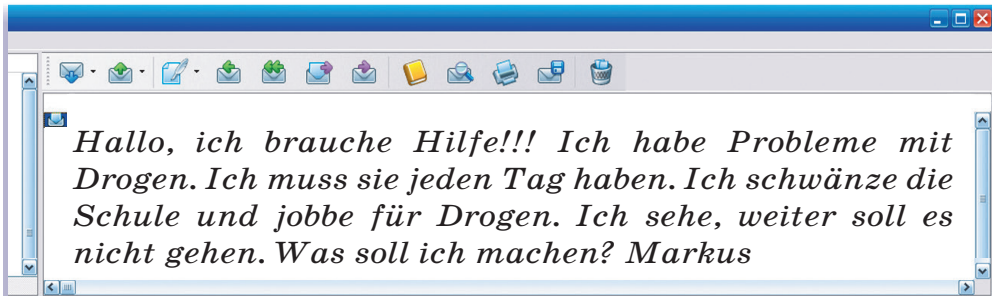 Hallo, ich brauche Hilfe!!! Ich habe Probleme mit
Drogen. Ich muss sie jeden Tag haben. Ich schwänze die
Schule und jobbe für Drogen. Ich sehe, weiter soll es
nicht gehen. Was soll ich machen? Markus